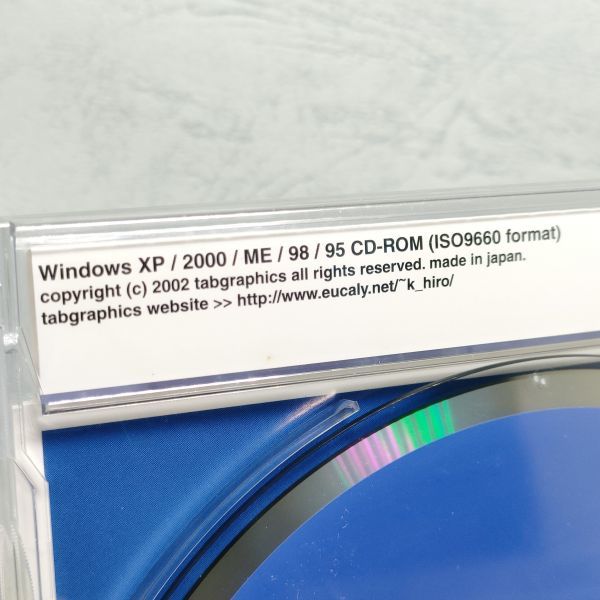 Windows XP / 2000 / ME / 98 / 95 CD-ROM (ISO9660 format)
copyright (c) 2002 tabgraphics all rights reserved. made in japan.
tabgraphics website >> http://www.eucaly.net/~k_hiro/